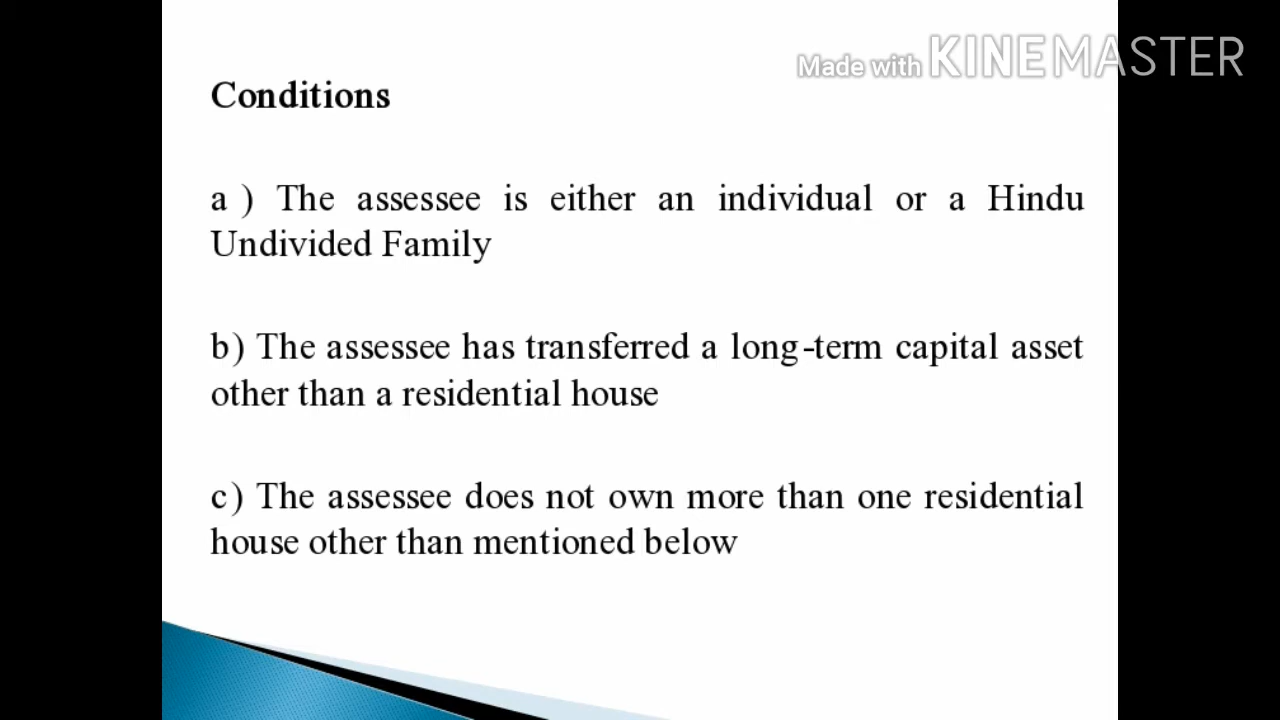 Made with KINEMASTER
Conditions
a ) The assessee is either an individual or a Hindu
Undivided Family
b) The assessee has transferred a long-term capital asset
other than a residential house
c) The assessee does not own more than one residential
house other than mentioned below